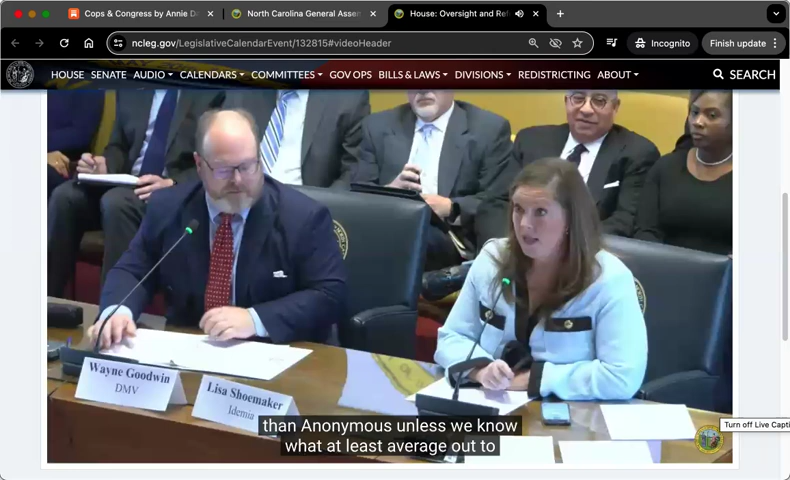 Cops & Congress by Annie Di
North Carolina General Assem
House: Oversight and Ref
ncleg.gov/LegislativeCalendarEvent/132815#videoHeader
Incognito
Finish update
HOUSE SENATE AUDIO CALENDARS COMMITTEES GOV OPS BILLS & LAWS DIVISIONS REDISTRICTING ABOUT SEARCH
Wayne Goodwin
DMV
Lisa Shoemaker
Idemia
than Anonymous unless we know
what at least average out to
Turn off Live Capti